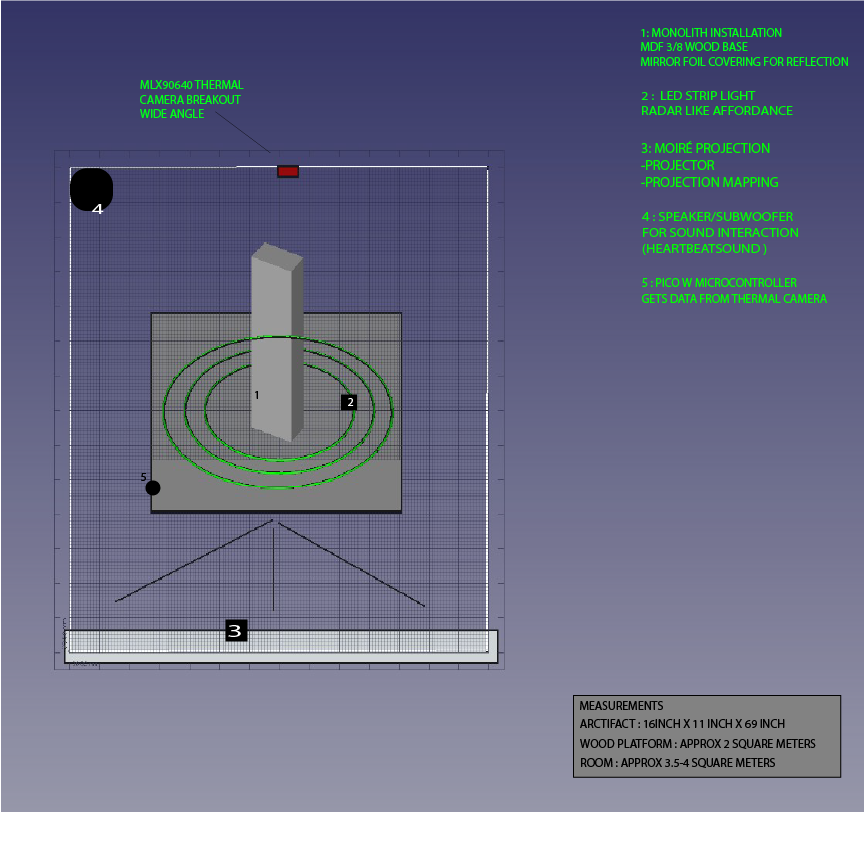 1: MONOLITH INSTALLATION
MDF 3/8 WOOD BASE
MIRROR FOIL COVERING FOR REFLECTION
MLX90640 THERMAL
CAMERA BREAKOUT
WIDE ANGLE
2 : LED STRIP LIGHT
RADAR LIKE AFFORDANCE
3: MOIRÉ PROJECTION
-PROJECTOR
-PROJECTION MAPPING
4 : SPEAKER/SUBWOOFER
FOR SOUND INTERACTION
(HEARTBEATSOUND )
5 : PICO W MICROCONTROLLER
GETS DATA FROM THERMAL CAMERA
4
1
2
5
3
MEASUREMENTS
ARCTIFACT : 16INCH X 11 INCH X 69 INCH
WOOD PLATFORM : APPROX 2 SQUARE METERS
ROOM : APPROX 3.5-4 SQUARE METERS